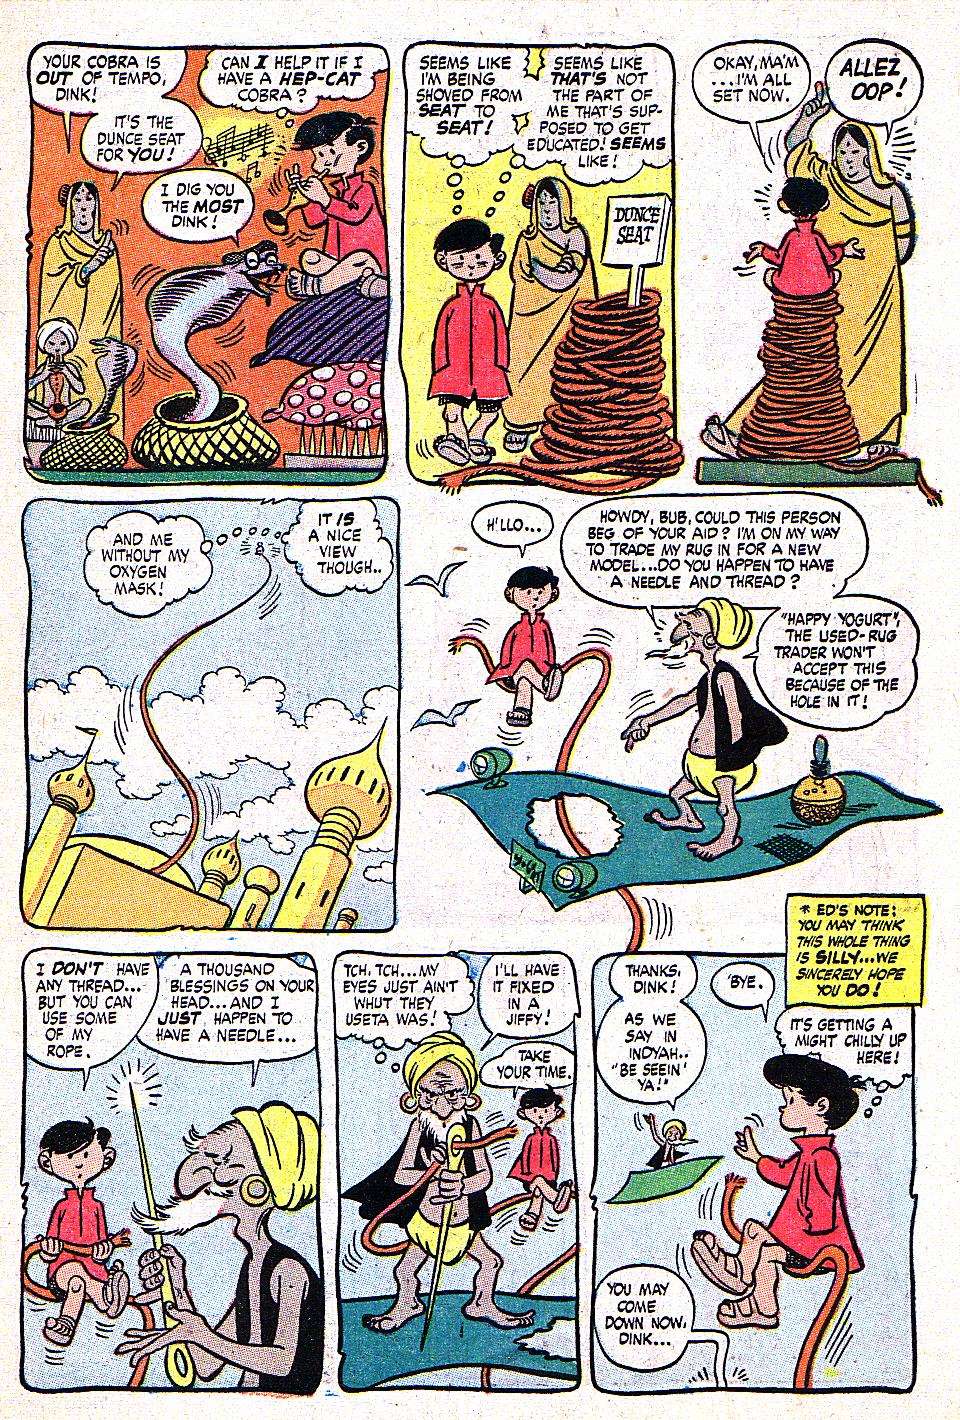 YOUR COBRA IS
OUT OF TEMPO,
DINK!
IT'S THE
DUNCE SEAT
FOR YOU!
CAN I HELP IT IF I
HAVE A HEP-CAT
COBRA?
I DIG YOU
THE MOST
DINK!
SEEMS LIKE
I'M BEING
SHOVED FROM
SEAT TO
SEAT!
SEEMS LIKE
THAT'S NOT
THE PART OF
ME THAT'S SUP-
POSED TO GET
EDUCATED! SEEMS
LIKE!
DUNCE
SEAT
OKAY, MA'M
...I'M ALL
SET NOW.
ALLEZ
OOP!
AND ME
WITHOUT MY
OXYGEN
MASK!
IT IS
A NICE
VIEW
THOUGH..
H'LLO...
HOWDY, BUB, COULD THIS PERSON
BEG OF YOUR AID? I'M ON MY WAY
TO TRADE MY RUG IN FOR A NEW
MODEL...DO YOU HAPPEN TO HAVE
A NEEDLE AND THREAD?
"HAPPY YOGURT",
THE USED-RUG
TRADER WON'T
ACCEPT THIS
BECAUSE OF THE
HOLE IN IT!
* ED'S NOTE:
YOU MAY THINK
THIS WHOLE THING
IS SILLY...WE
SINCERELY HOPE
YOU DO!
I DON'T HAVE
ANY THREAD...
BUT YOU CAN
USE SOME
OF MY
ROPE.
A THOUSAND
BLESSINGS ON YOUR
HEAD...AND I
JUST HAPPEN TO
HAVE A NEEDLE...
TCH, TCH...MY
EYES JUST AIN'T
WHUT THEY
USETA WAS!
I'LL HAVE
IT FIXED
IN A
JIFFY!
TAKE
YOUR TIME.
THANKS,
DINK!
AS WE
SAY IN
INDYAH..
"BE SEEIN'
YA!"
'BYE.
IT'S GETTING A
MIGHT CHILLY UP
HERE!
YOU MAY
COME
DOWN NOW,
DINK...